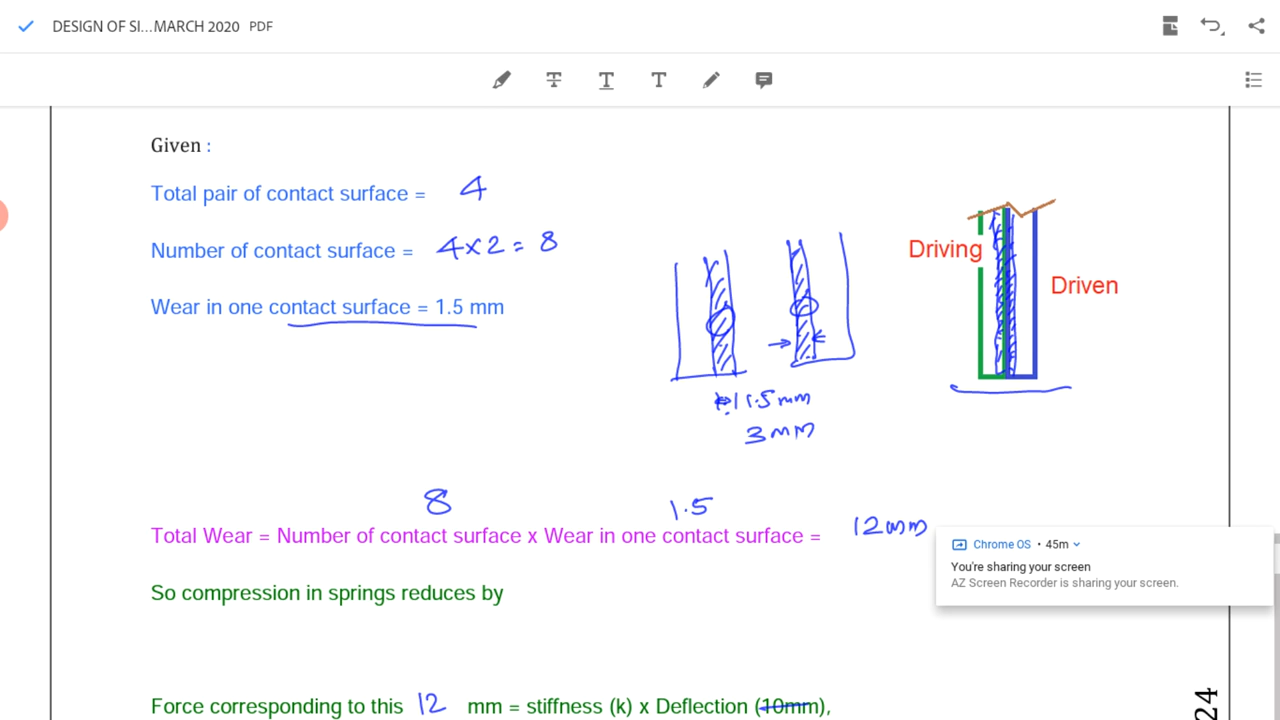 DESIGN OF SI...MARCH 2020 PDF
Given :
Total pair of contact surface = 4
Number of contact surface = 4×2 = 8
Driving
Wear in one contact surface = 1.5 mm
Driven
1.5mm
3mm
8 1.5
Total Wear = Number of contact surface x Wear in one contact surface = 12mm
Chrome OS • 45m
You're sharing your screen
AZ Screen Recorder is sharing your screen.
So compression in springs reduces by
Force corresponding to this 12 mm = stiffness (k) x Deflection (10mm),
24